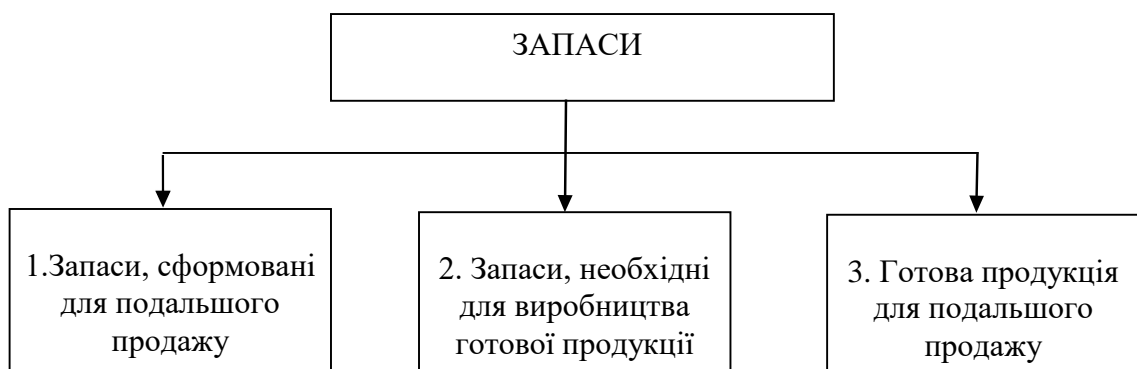 ЗАПАСИ
1.Запаси, сформовані
для подальшого
продажу
2. Запаси, необхідні
для виробництва
готової продукції
3. Готова продукція
для подальшого
продажу